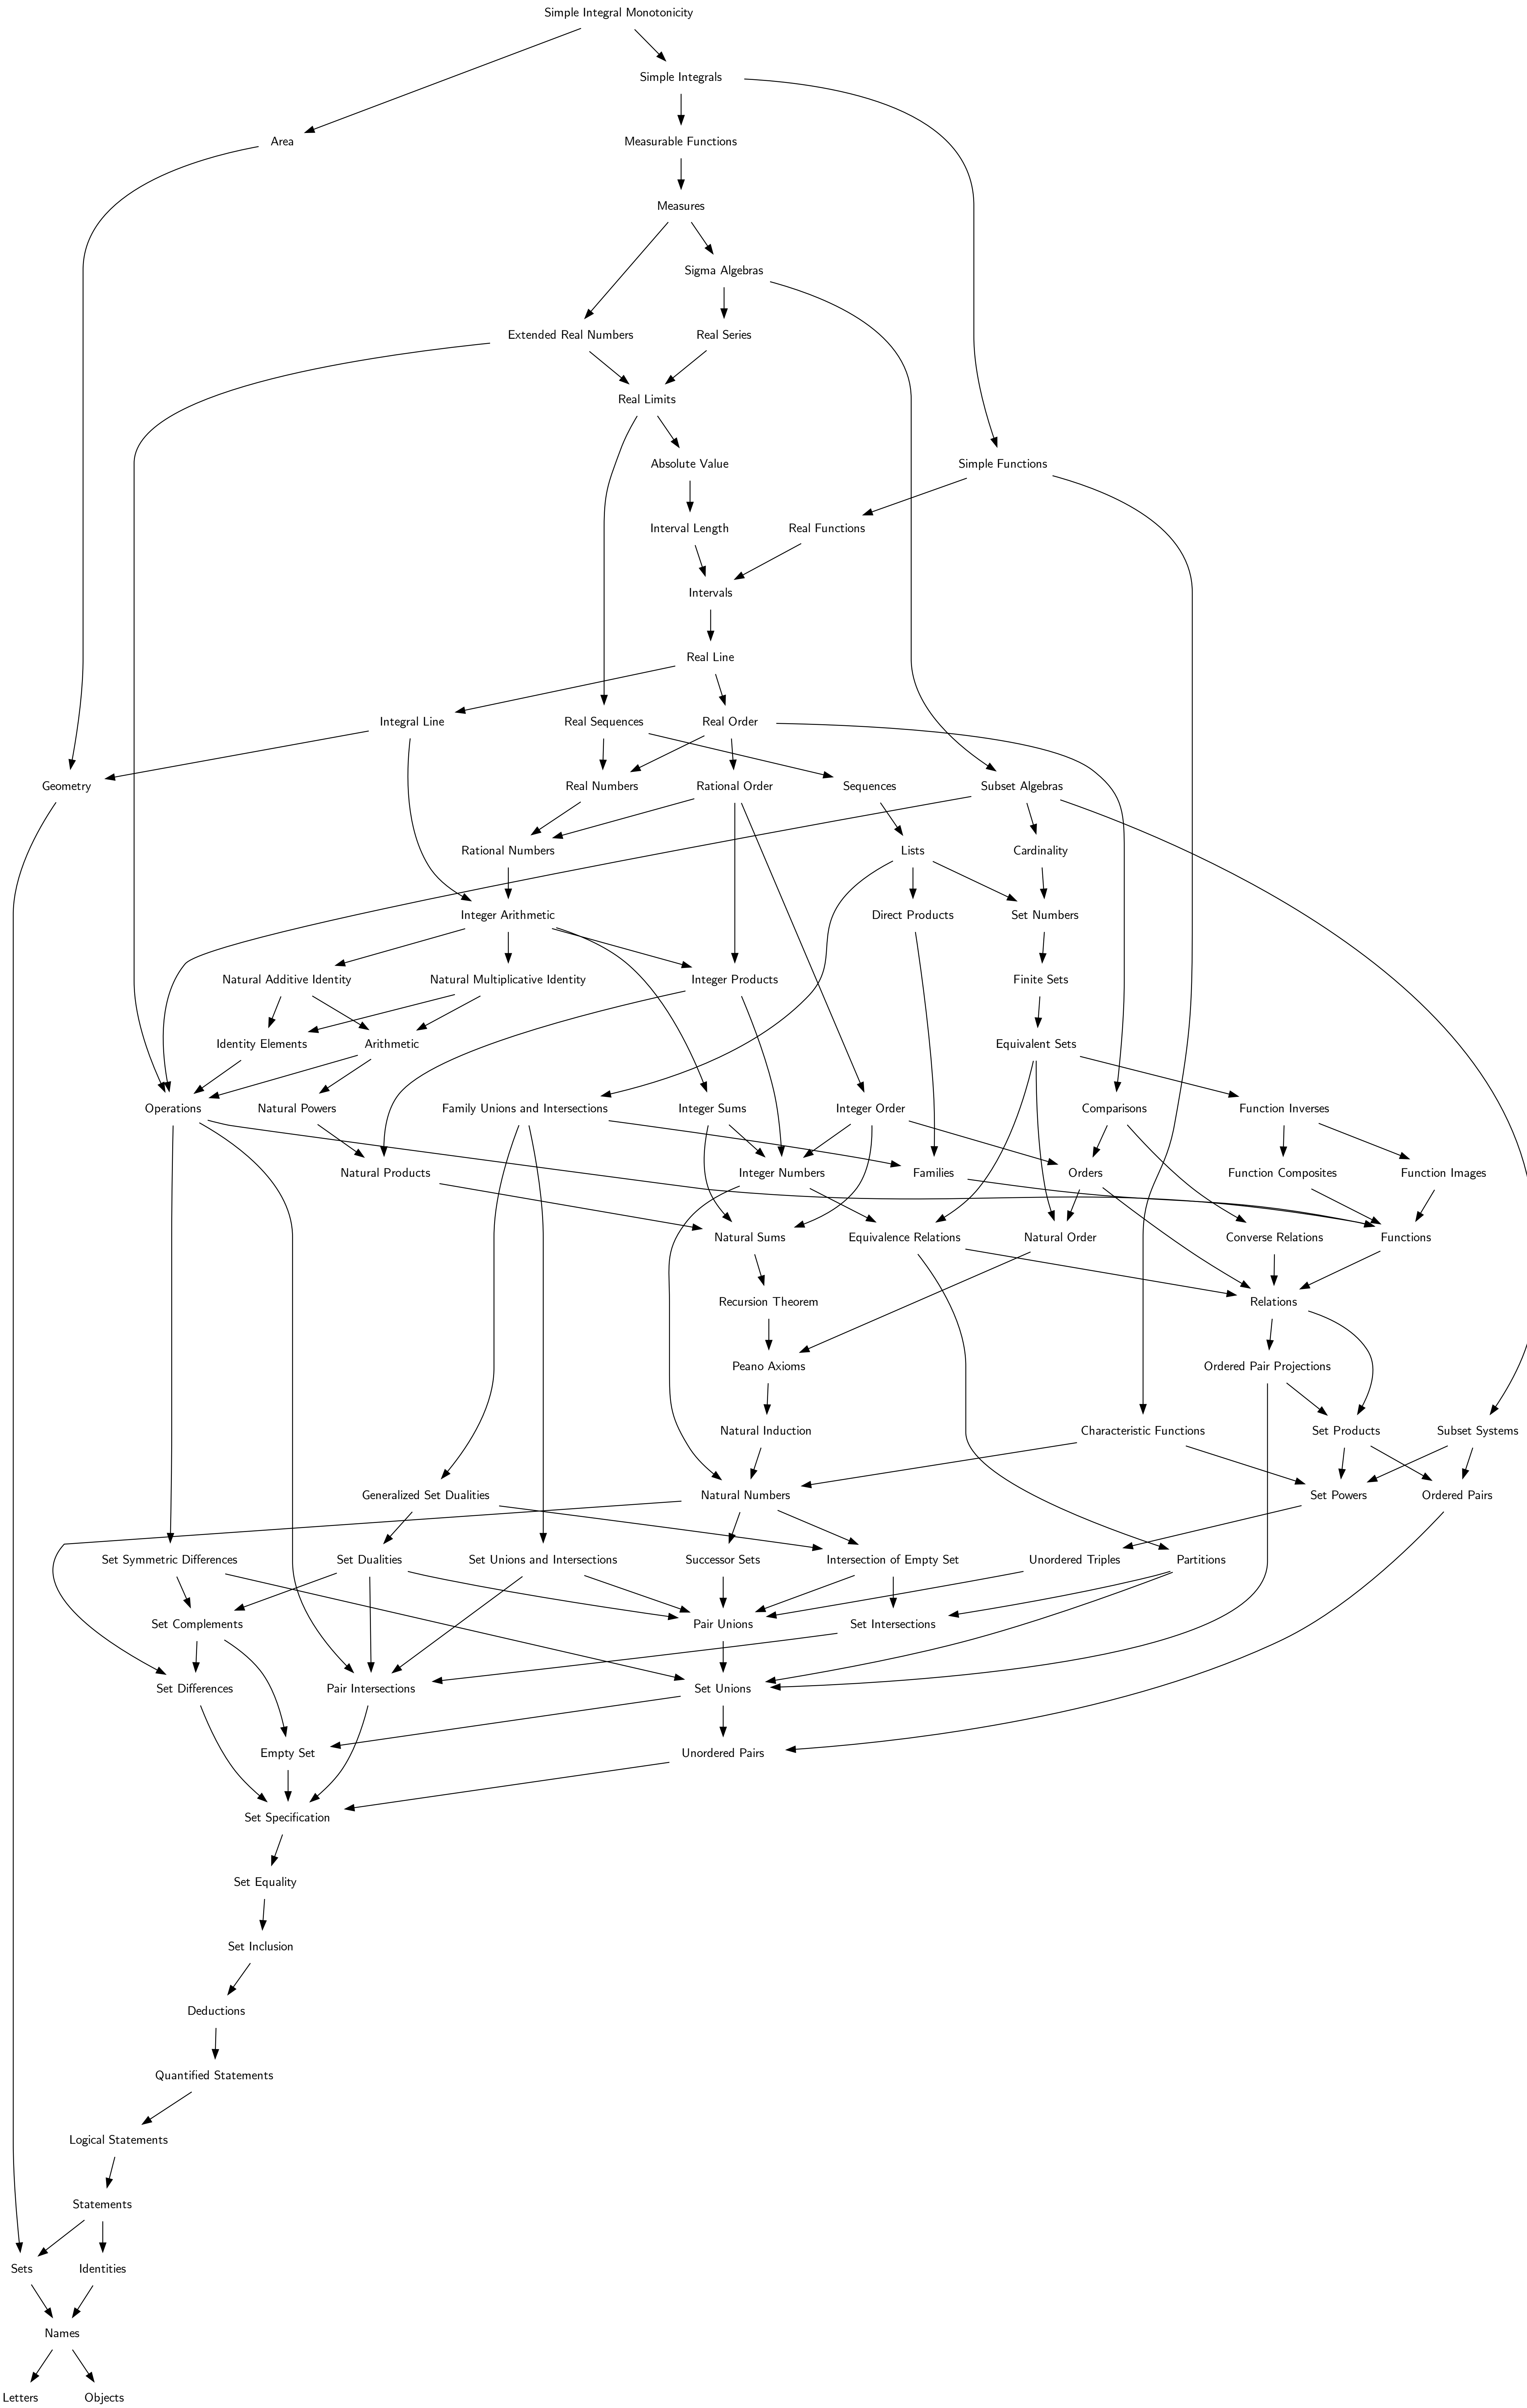 Simple Integral Monotonicity
Simple Integrals
Area
Measurable Functions
Measures
Sigma Algebras
Extended Real Numbers
Real Series
Real Limits
Absolute Value
Simple Functions
Interval Length
Real Functions
Intervals
Real Line
Integral Line
Real Sequences
Real Order
Geometry
Real Numbers
Rational Order
Sequences
Subset Algebras
Rational Numbers
Lists
Cardinality
Integer Arithmetic
Direct Products
Set Numbers
Natural Additive Identity
Natural Multiplicative Identity
Integer Products
Finite Sets
Identity Elements
Arithmetic
Equivalent Sets
Operations
Natural Powers
Family Unions and Intersections
Integer Sums
Integer Order
Comparisons
Function Inverses
Natural Products
Integer Numbers
Families
Orders
Function Composites
Function Images
Natural Sums
Equivalence Relations
Natural Order
Converse Relations
Functions
Recursion Theorem
Relations
Peano Axioms
Ordered Pair Projections
Natural Induction
Characteristic Functions
Set Products
Subset Systems
Generalized Set Dualities
Natural Numbers
Set Powers
Ordered Pairs
Set Symmetric Differences
Set Dualities
Set Unions and Intersections
Successor Sets
Intersection of Empty Set
Unordered Triples
Partitions
Set Complements
Pair Unions
Set Intersections
Set Differences
Pair Intersections
Set Unions
Empty Set
Unordered Pairs
Set Specification
Set Equality
Set Inclusion
Deductions
Quantified Statements
Logical Statements
Statements
Sets
Identities
Names
Letters
Objects